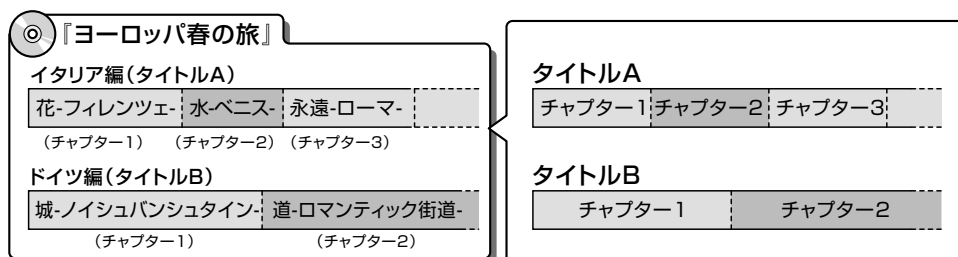 『ヨーロッパ春の旅』
イタリア編(タイトルA)
花-フィレンツェ- 水-ベニス- 永遠-ローマ-
(チャプター1) (チャプター2) (チャプター3)
ドイツ編(タイトルB)
城-ノイシュバンシュタイン- 道-ロマンティック街道-
(チャプター1) (チャプター2)
タイトルA
チャプター1 チャプター2 チャプター3
タイトルB
チャプター1 チャプター2